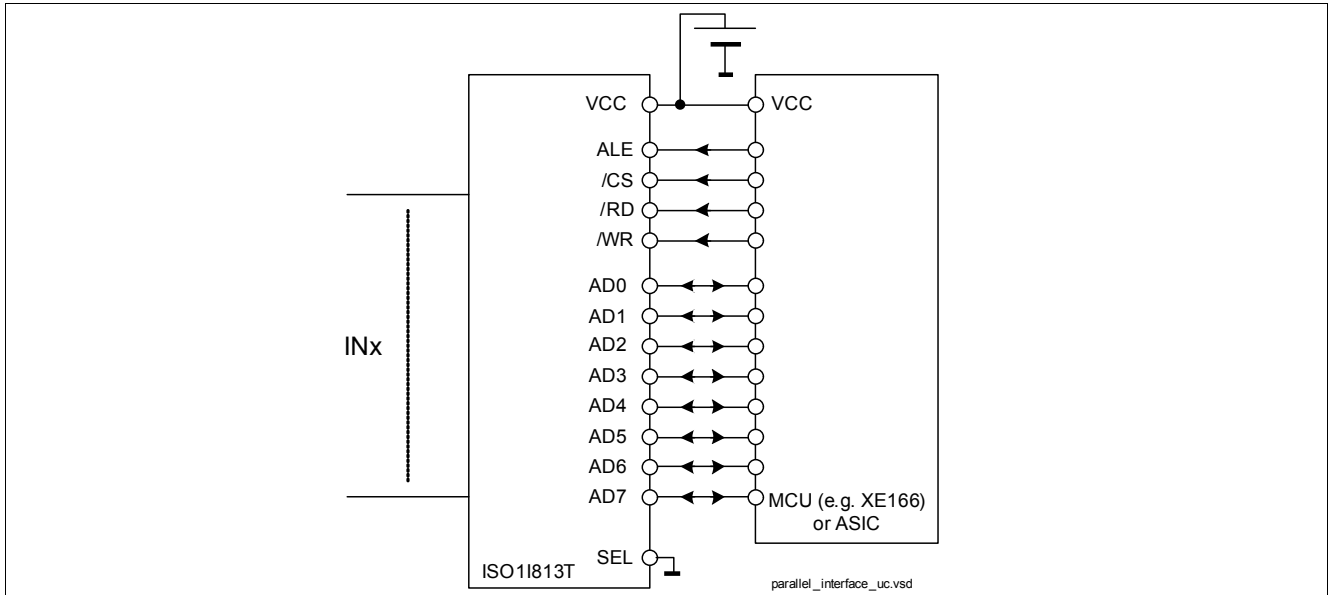 VCC
VCC
ALE
/CS
/RD
/WR
AD0
AD1
AD2
INx
AD3
AD4
AD5
AD6
AD7
MCU (e.g. XE166)
or ASIC
SEL
ISO1I813T
parallel_interface_uc.vsd